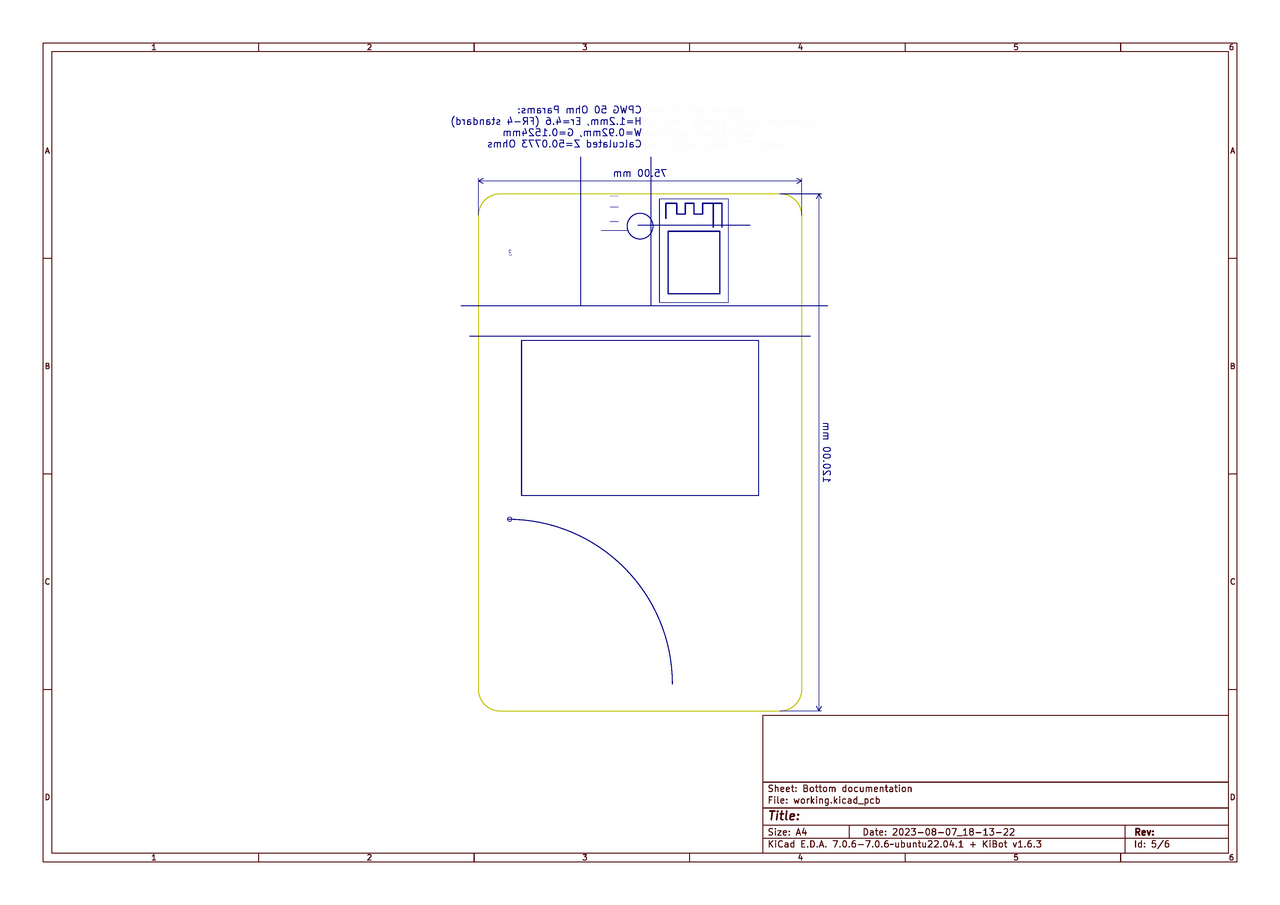 1 2 3 4 5 6
CPWG 50 Ohm Params:
H=1.2mm, Er=4.6 (FR-4 standard)
W=0.92mm, G=0.1524mm
Calculated Z=50.0773 Ohms
75.00 mm
A A
B B
120.00 mm
C C
D D
Sheet: Bottom documentation
File: working.kicad_pcb
Title:
Size: A4 Date: 2023-08-07_18-13-22 Rev:
KiCad E.D.A. 7.0.6-7.0.6~ubuntu22.04.1 + KiBot v1.6.3 Id: 5/6
1 2 3 4 5 6